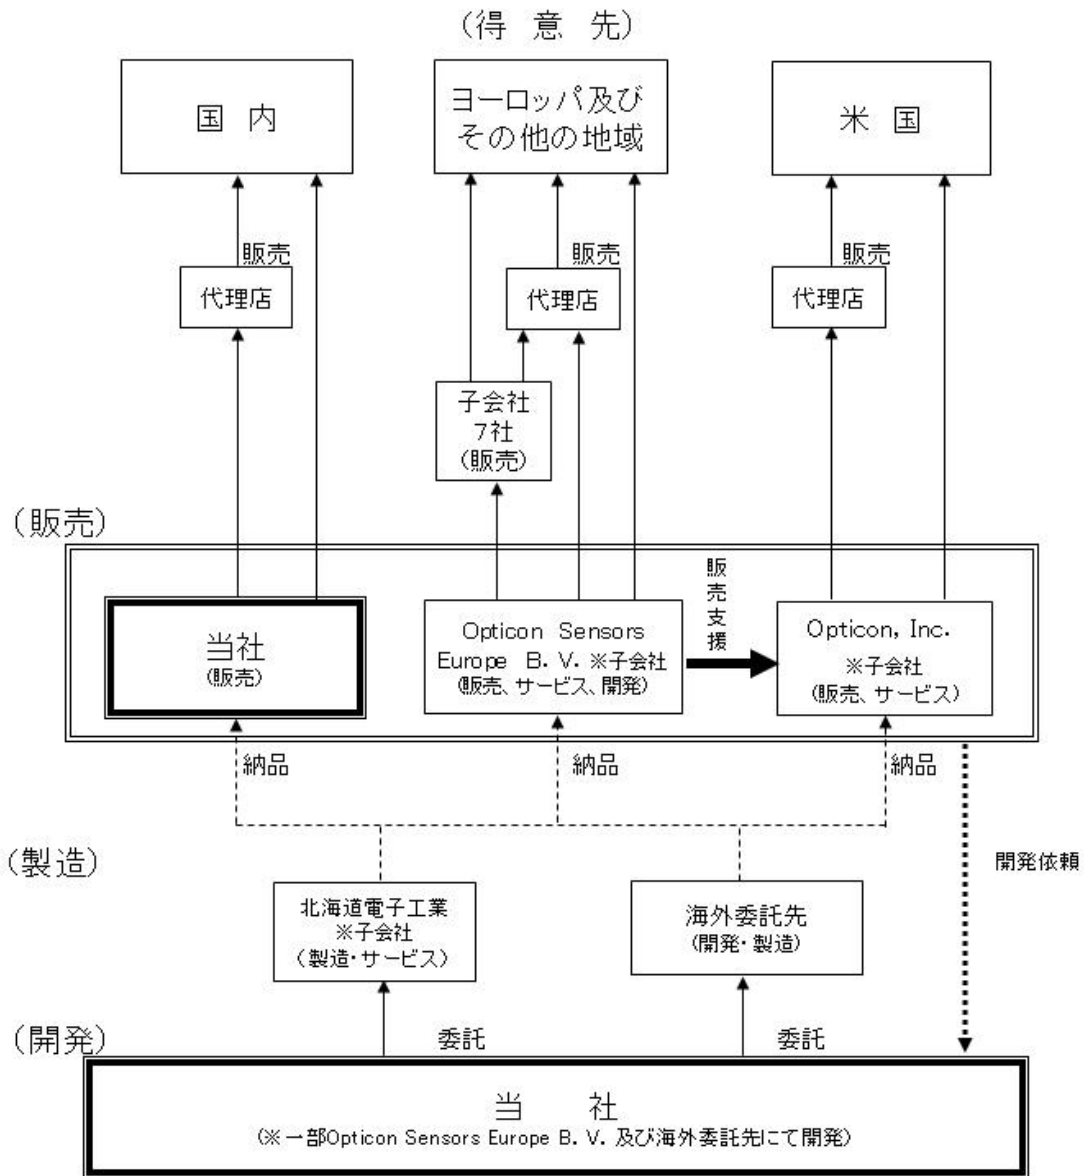 (得 意 先)
国 内
ヨーロッパ及び
その他の地域
米 国
販売
販売
販売
代理店
代理店
代理店
子会社
7社
(販売)
(販売)
当社
(販売)
Opticon Sensors
Europe B. V. ※子会社
(販売、サービス、開発)
販売支援
Opticon, Inc.
※子会社
(販売、サービス)
納品
納品
納品
(製造)
開発依頼
北海道電子工業
※子会社
(製造・サービス)
海外委託先
(開発・製造)
(開発)
委託
委託
当 社
(※一部Opticon Sensors Europe B. V. 及び海外委託先にて開発)